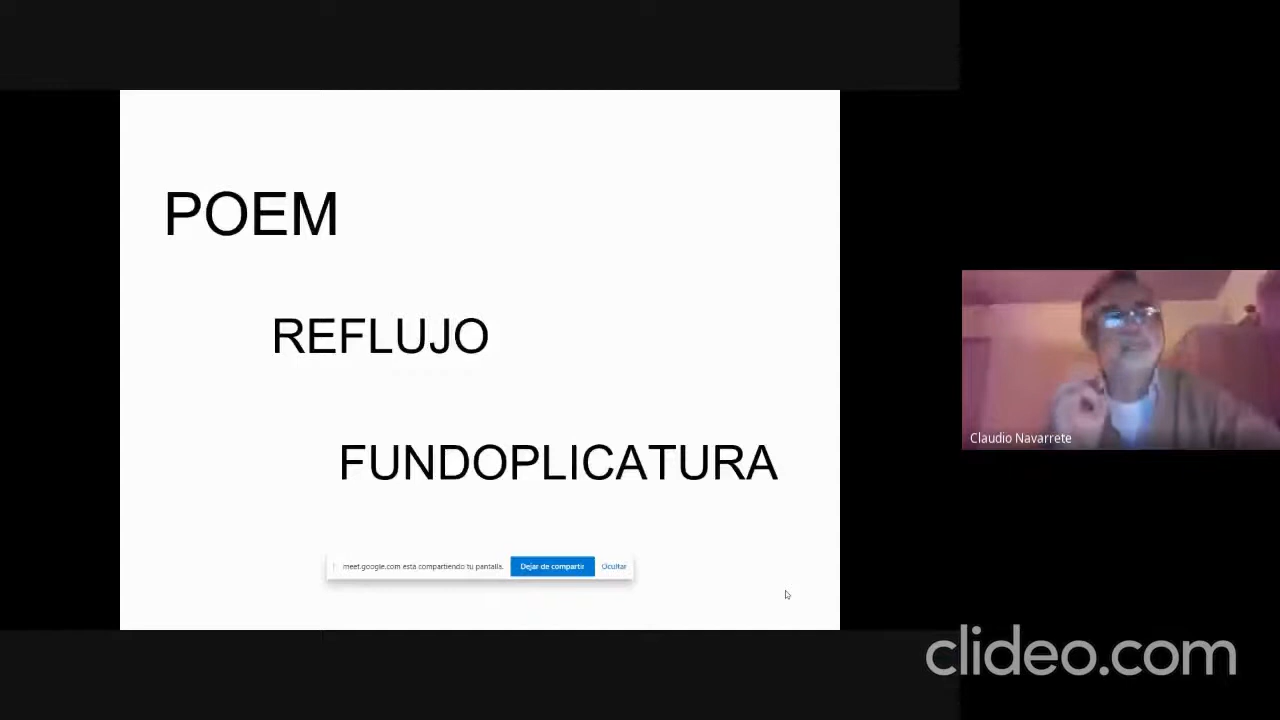 POEM
REFLUJO
FUNDOPLICATURA
meet.google.com está compartiendo tu pantalla.
Dejar de compartir
Ocultar
Claudio Navarrete
clideo.com